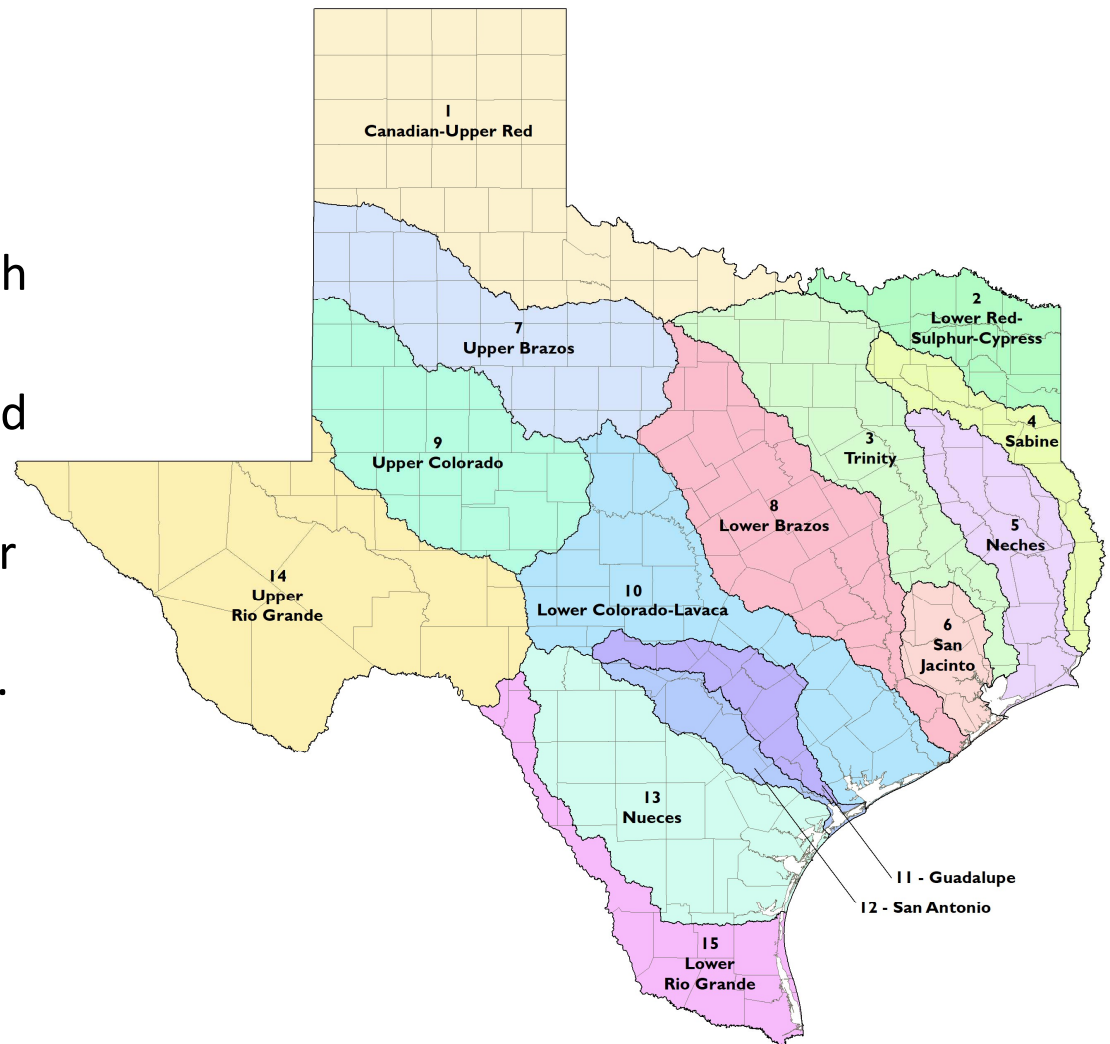 1
Canadian-Upper Red
h
2
Lower Red-
Sulphur-Cypress
7
Upper Brazos
d
4
Sabine
3
Trinity
9
Upper Colorado
8
Lower Brazos
5
Neches
r
14
Upper
Rio Grande
10
Lower Colorado-Lavaca
6
San
Jacinto
.
13
Nueces
11 - Guadalupe
12 - San Antonio
15
Lower
Rio Grande